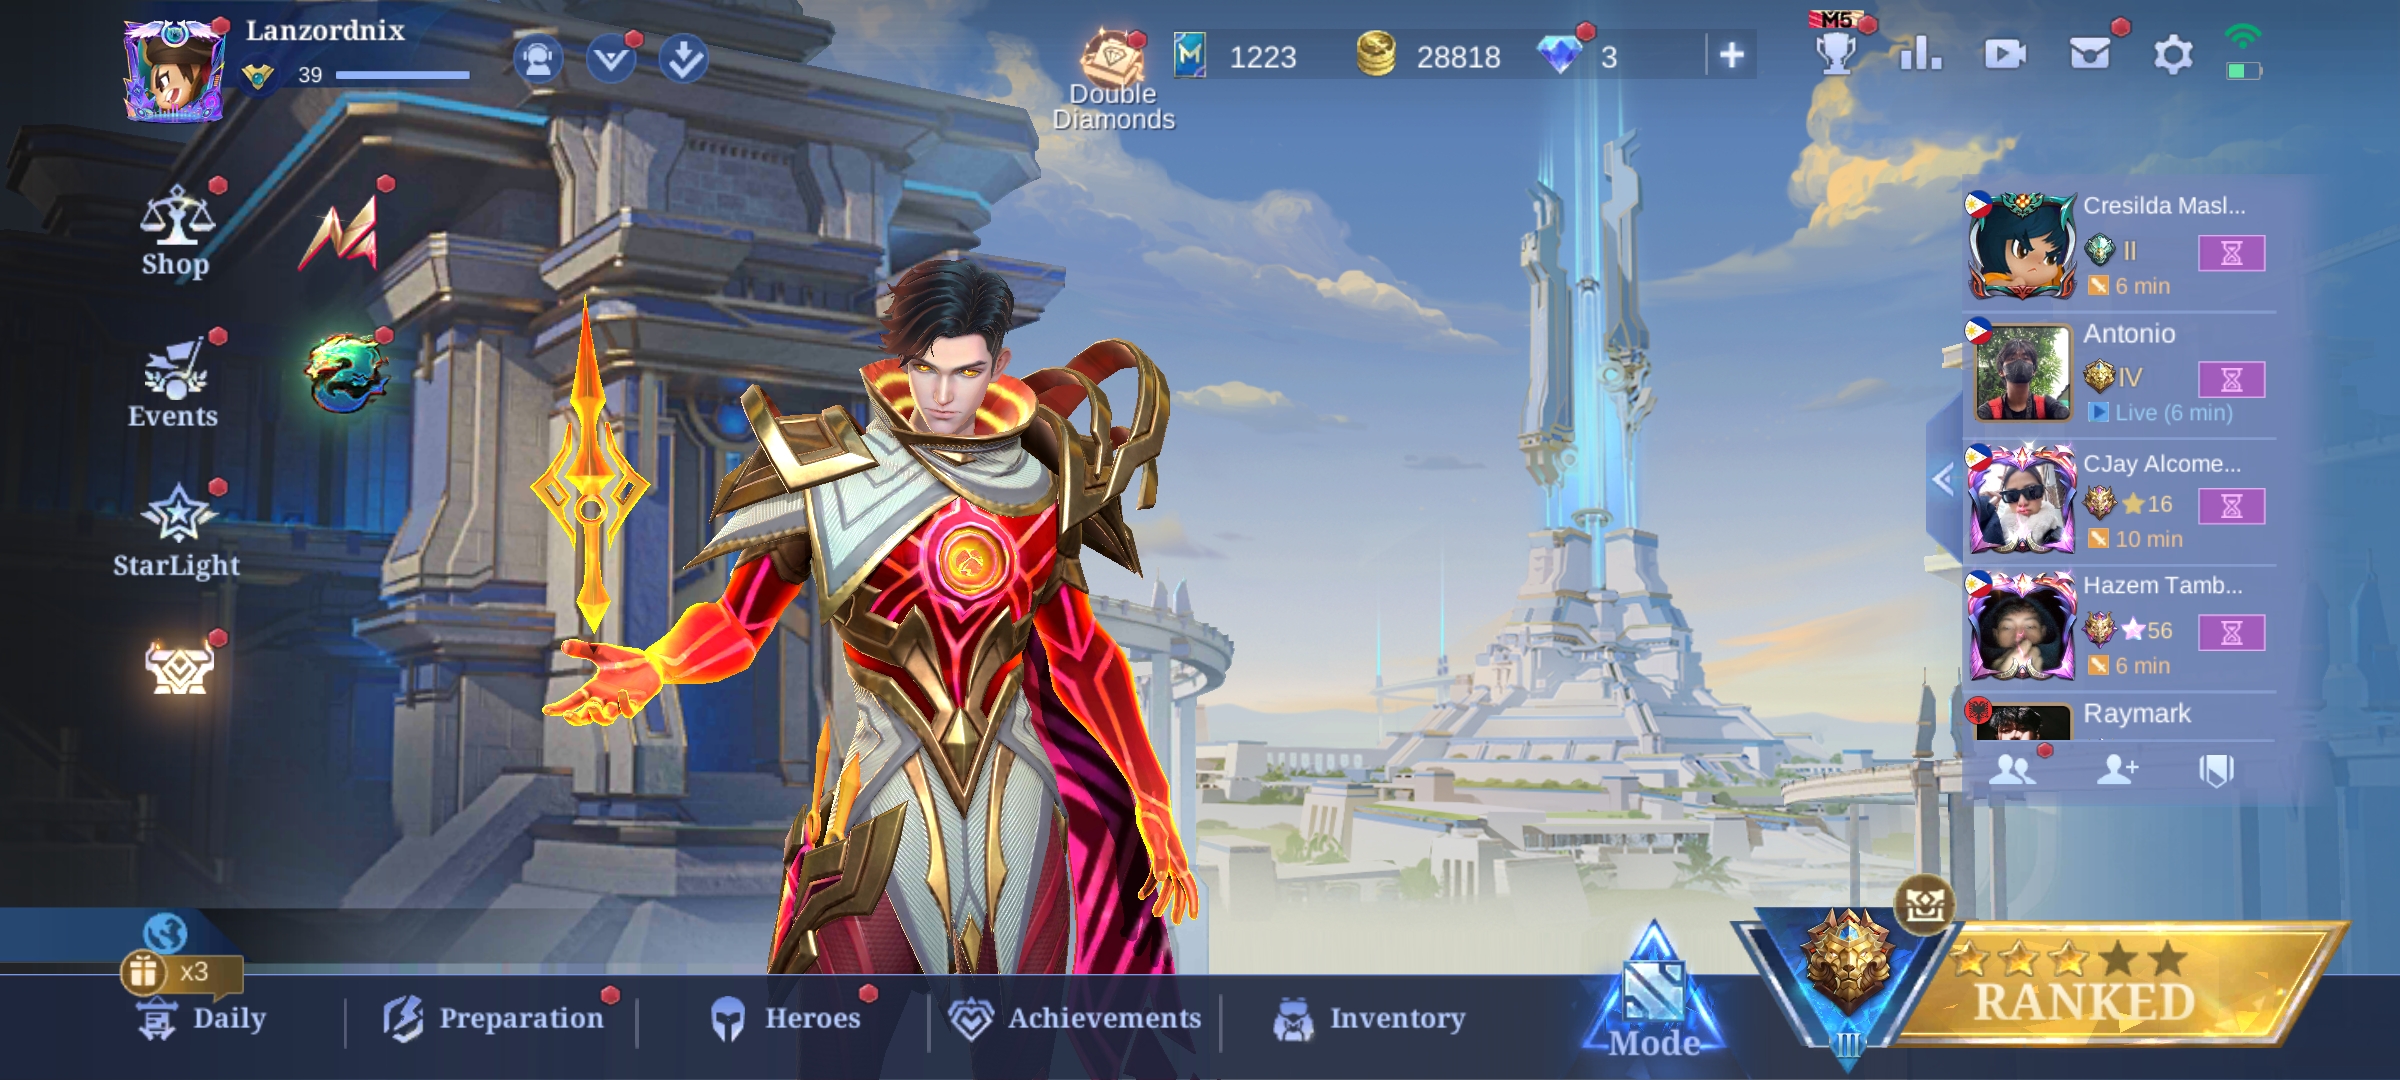 Lanzordnix
39
Double
Diamonds
1223
28818
3
M5
Shop
Events
StarLight
Cresilda Masl...
II
6 min
Antonio
IV
Live (6 min)
CJay Alcome...
16
10 min
Hazem Tamb...
56
6 min
Raymark
x3
Daily
Preparation
Heroes
Achievements
Inventory
Mode
III
RANKED